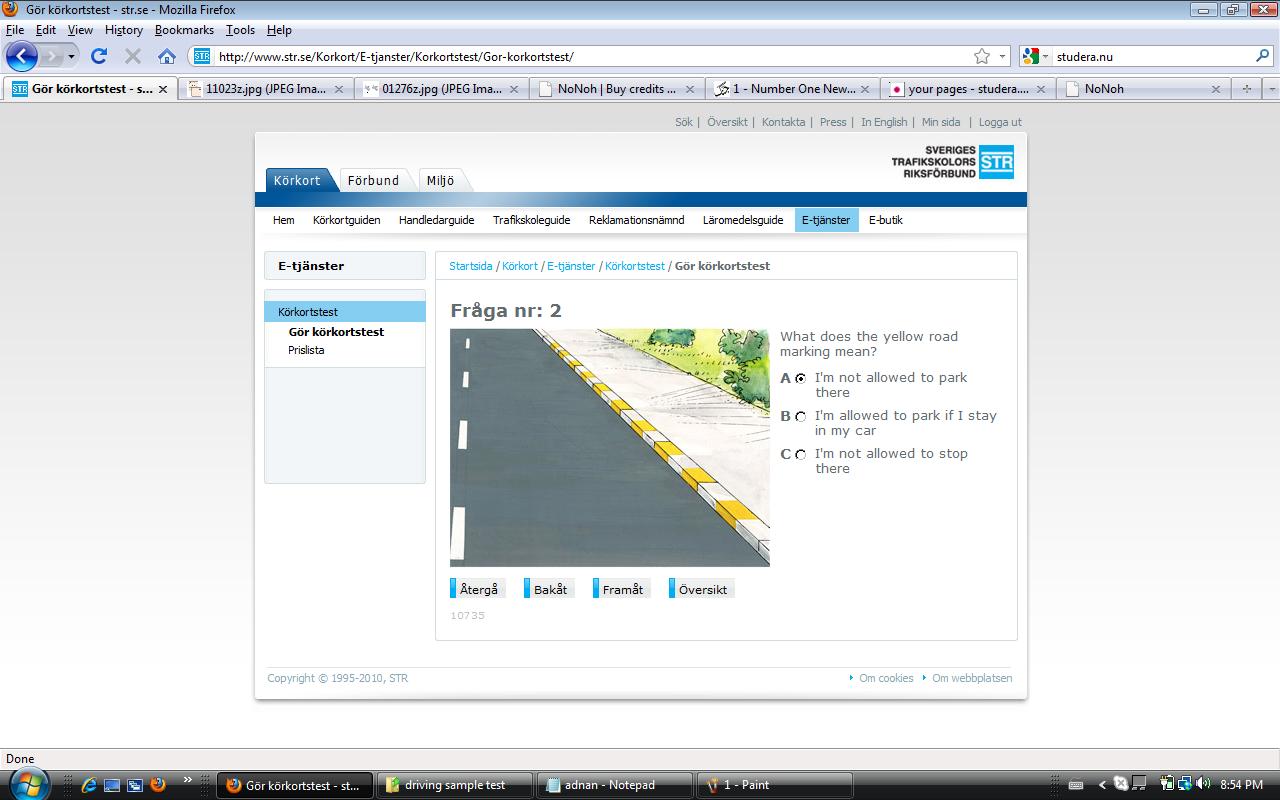 Gör körkortstest - str.se - Mozilla Firefox
File Edit View History Bookmarks Tools Help
http://www.str.se/Korkort/E-tjanster/Korkortstest/Gor-korkortstest/
studera.nu
STR Gör körkortstest - s...
11023z.jpg (JPEG Ima...
01276z.jpg (JPEG Ima...
NoNoh | Buy credits ...
1 - Number One New...
your pages - studera....
NoNoh
Sök | Översikt | Kontakta | Press | In English | Min sida | Logga ut
SVERIGES
TRAFIKSKOLORS
RIKSFÖRBUND
STR
Körkort Förbund Miljö
Hem Körkortguiden Handledarguide Trafikskoleguide Reklamationsnämnd Läromedelsguide E-tjänster E-butik
E-tjänster
Körkortstest
Gör körkortstest
Prislista
Startsida / Körkort / E-tjänster / Körkortstest / Gör körkortstest
Fråga nr: 2
What does the yellow road
marking mean?
A I'm not allowed to park
there
B I'm allowed to park if I stay
in my car
C I'm not allowed to stop
there
Återgå Bakåt Framåt Översikt
10735
Copyright © 1995-2010, STR
Om cookies Om webbplatsen
Done
Gör körkortstest - st...
driving sample test
adnan - Notepad
1 - Paint
8:54 PM